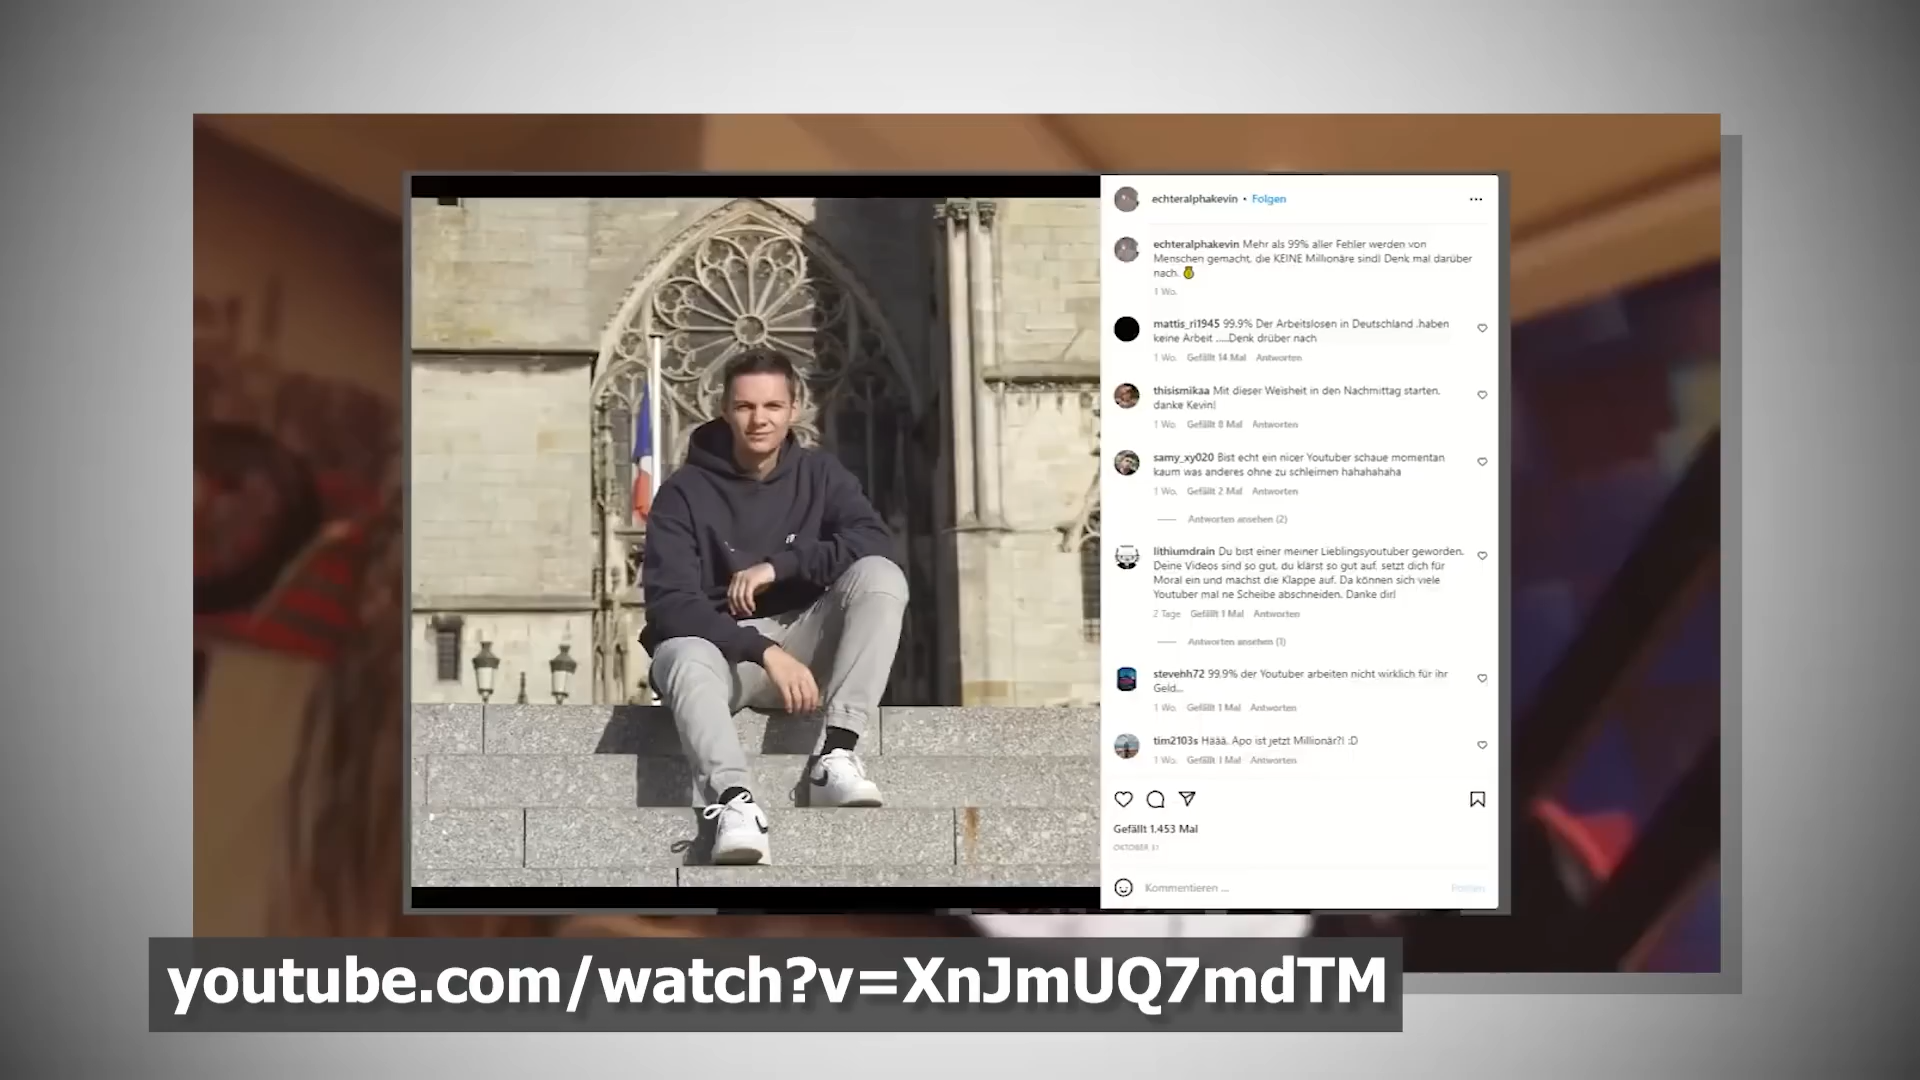 echteralphakevin • Folgen
echteralphakevin Mehr als 99% aller Fehler werden von
Menschen gemacht, die KEINE Millionäre sind! Denk mal darüber
nach.
1 Wo.
mattis_ri1945 99.9% Der Arbeitslosen in Deutschland .haben
keine Arbeit .....Denk drüber nach
1 Wo. Gefällt 14 Mal Antworten
thisismikaa Mit dieser Weisheit in den Nachmittag starten.
danke Kevin!
1 Wo. Gefällt 8 Mal Antworten
samy_xy020 Bist echt ein nicer Youtuber schaue momentan
kaum was anderes ohne zu schleimen hahahahaha
1 Wo. Gefällt 2 Mal Antworten
Antworten ansehen (2)
lithiumdrain Du bist einer meiner Lieblingsyoutuber geworden.
Deine Videos sind so gut, du klärst so gut auf. setzt dich für
Moral ein und machst die Klappe auf. Da können sich viele
Youtuber mal ne Scheibe abschneiden. Danke dir!
2 Tage Gefällt 1 Mal Antworten
Antworten ansehen (1)
stevehh72 99.9% der Youtuber arbeiten nicht wirklich für ihr
Geld...
1 Wo. Gefällt 1 Mal Antworten
tim2103s Häää. Apo ist jetzt Millionär?! :D
1 Wo. Gefällt 1 Mal Antworten
Gefällt 1.453 Mal
OKTOBER 31
Kommentieren ...
Posten
youtube.com/watch?v=XnJmUQ7mdTM